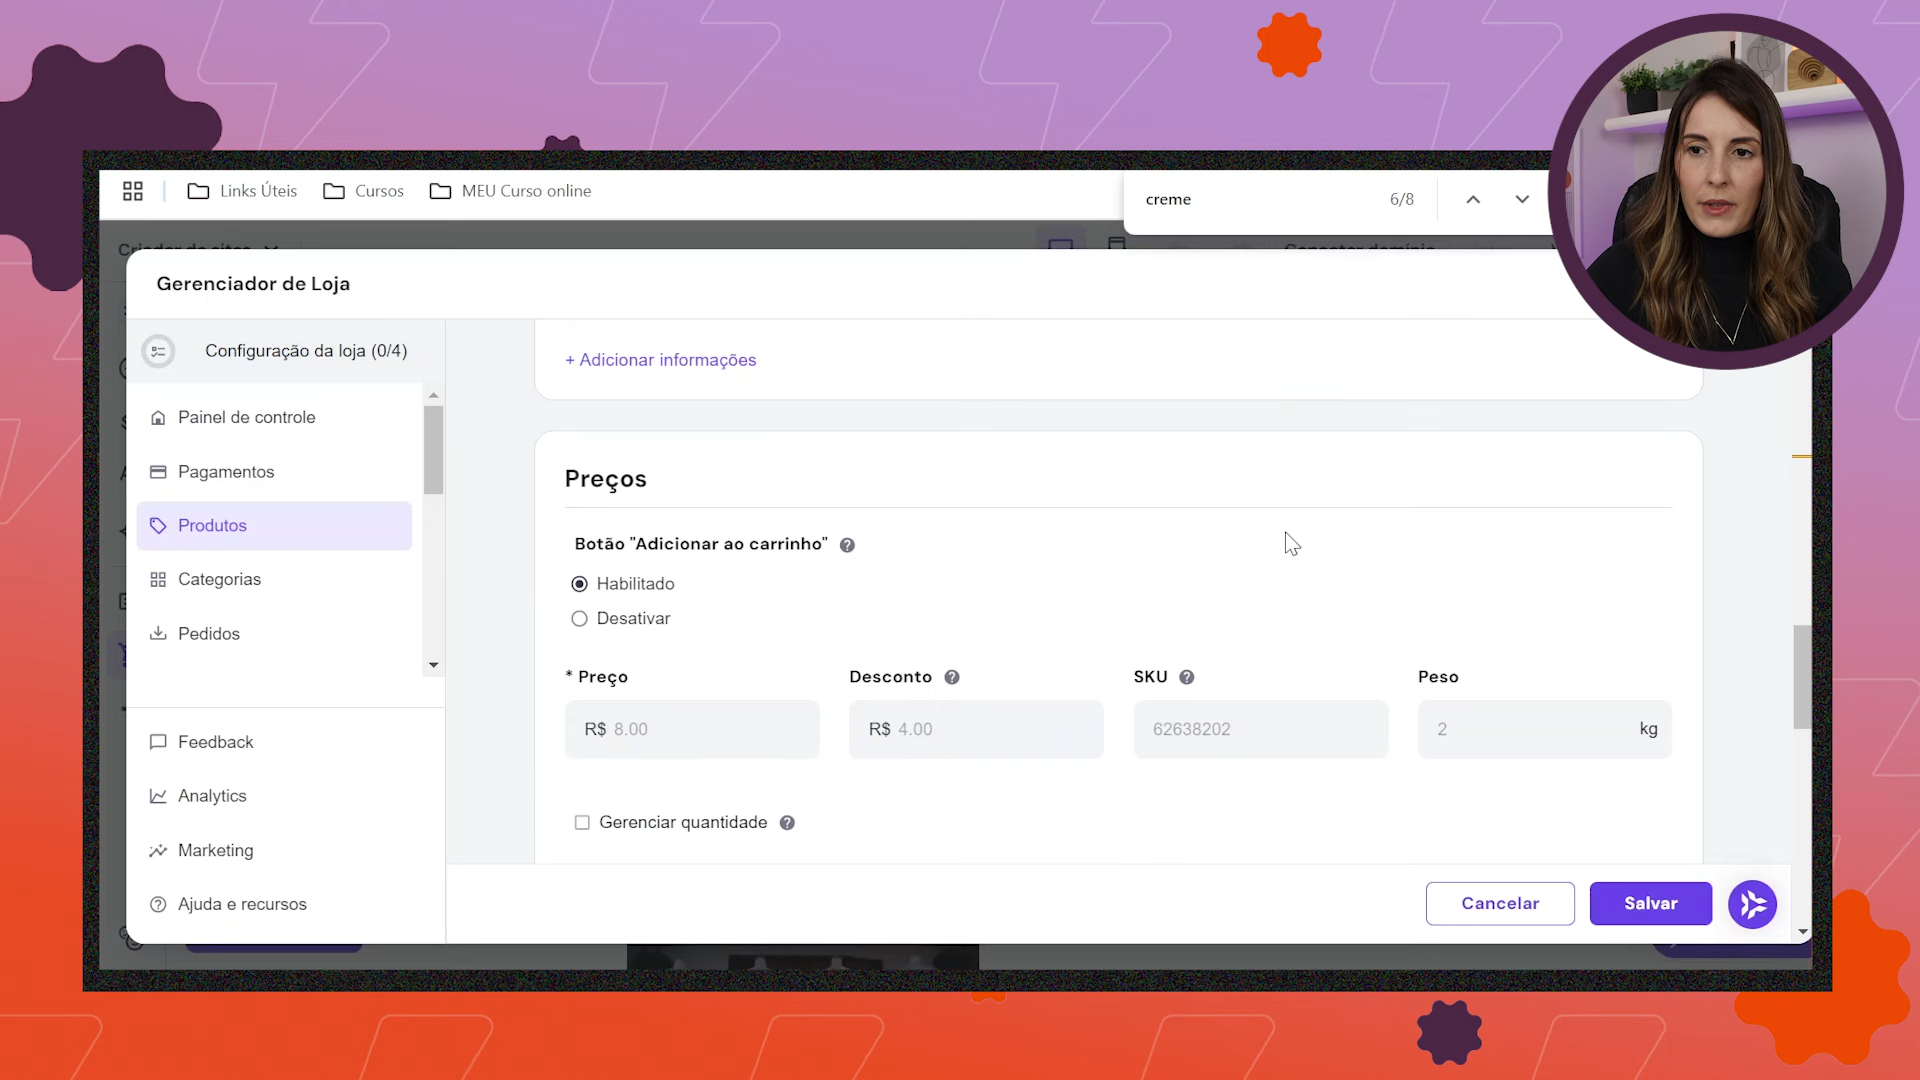 Links Úteis
Cursos
MEU Curso online
creme
6/8
Gerenciador de Loja
Configuração da loja (0/4)
Painel de controle
Pagamentos
Produtos
Categorias
Pedidos
Feedback
Analytics
Marketing
Ajuda e recursos
+ Adicionar informações
Preços
Botão "Adicionar ao carrinho" ?
Habilitado
Desativar
* Preço
Desconto ?
SKU ?
Peso
R$ 8.00
R$ 4.00
62638202
2 kg
Gerenciar quantidade ?
Cancelar
Salvar